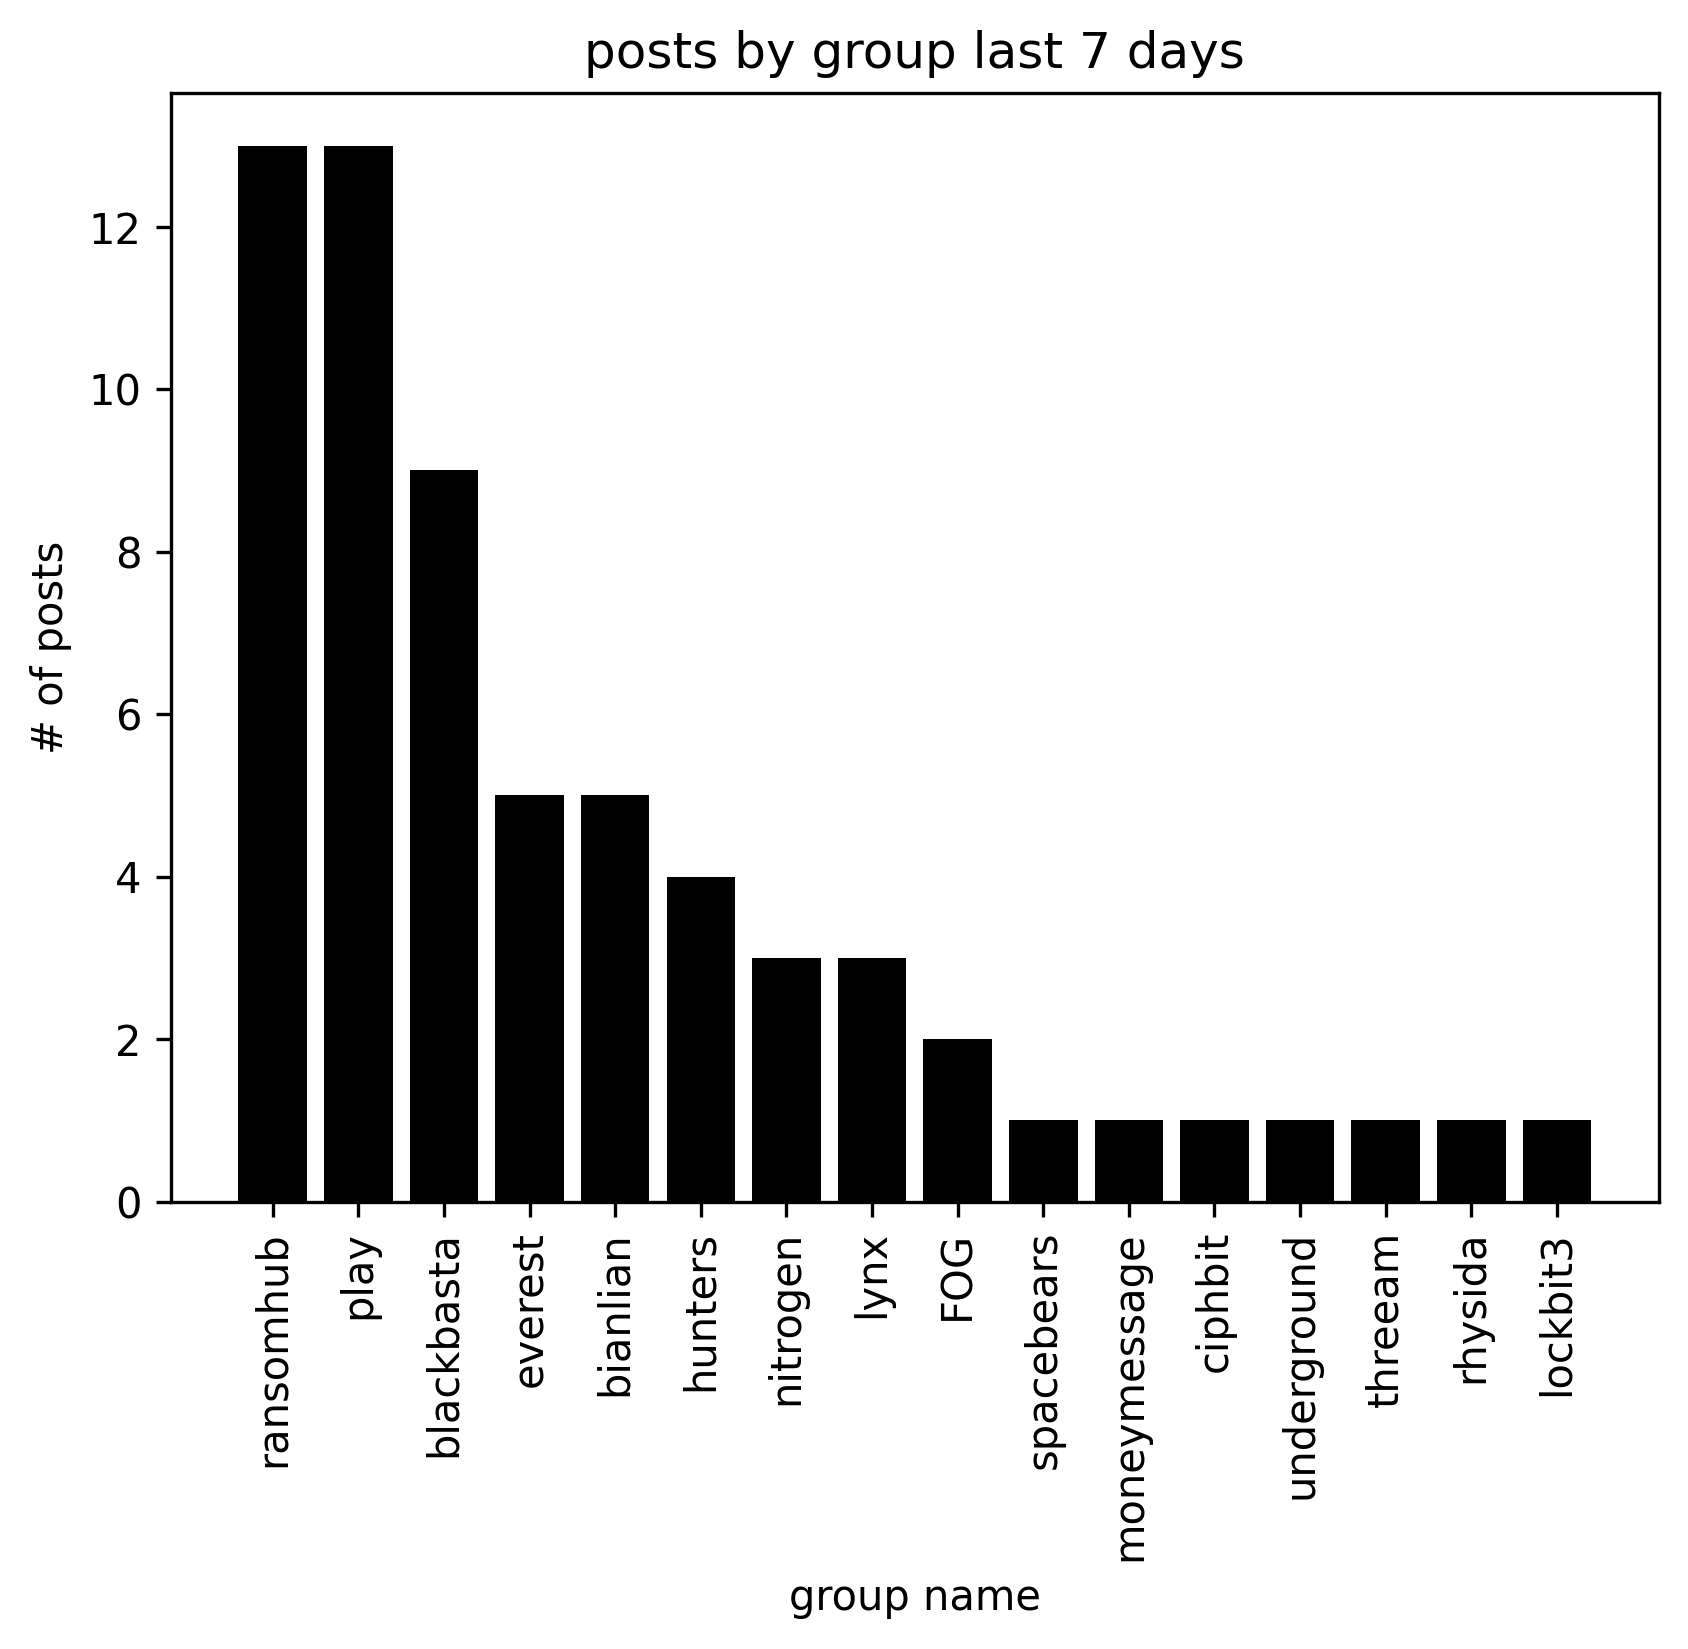 posts by group last 7 days
# of posts
12
10
8
6
4
2
0
ransomhub
play
blackbasta
everest
bianlian
hunters
nitrogen
lynx
FOG
spacebears
moneymessage
ciphbit
underground
threeam
rhysida
lockbit3
group name